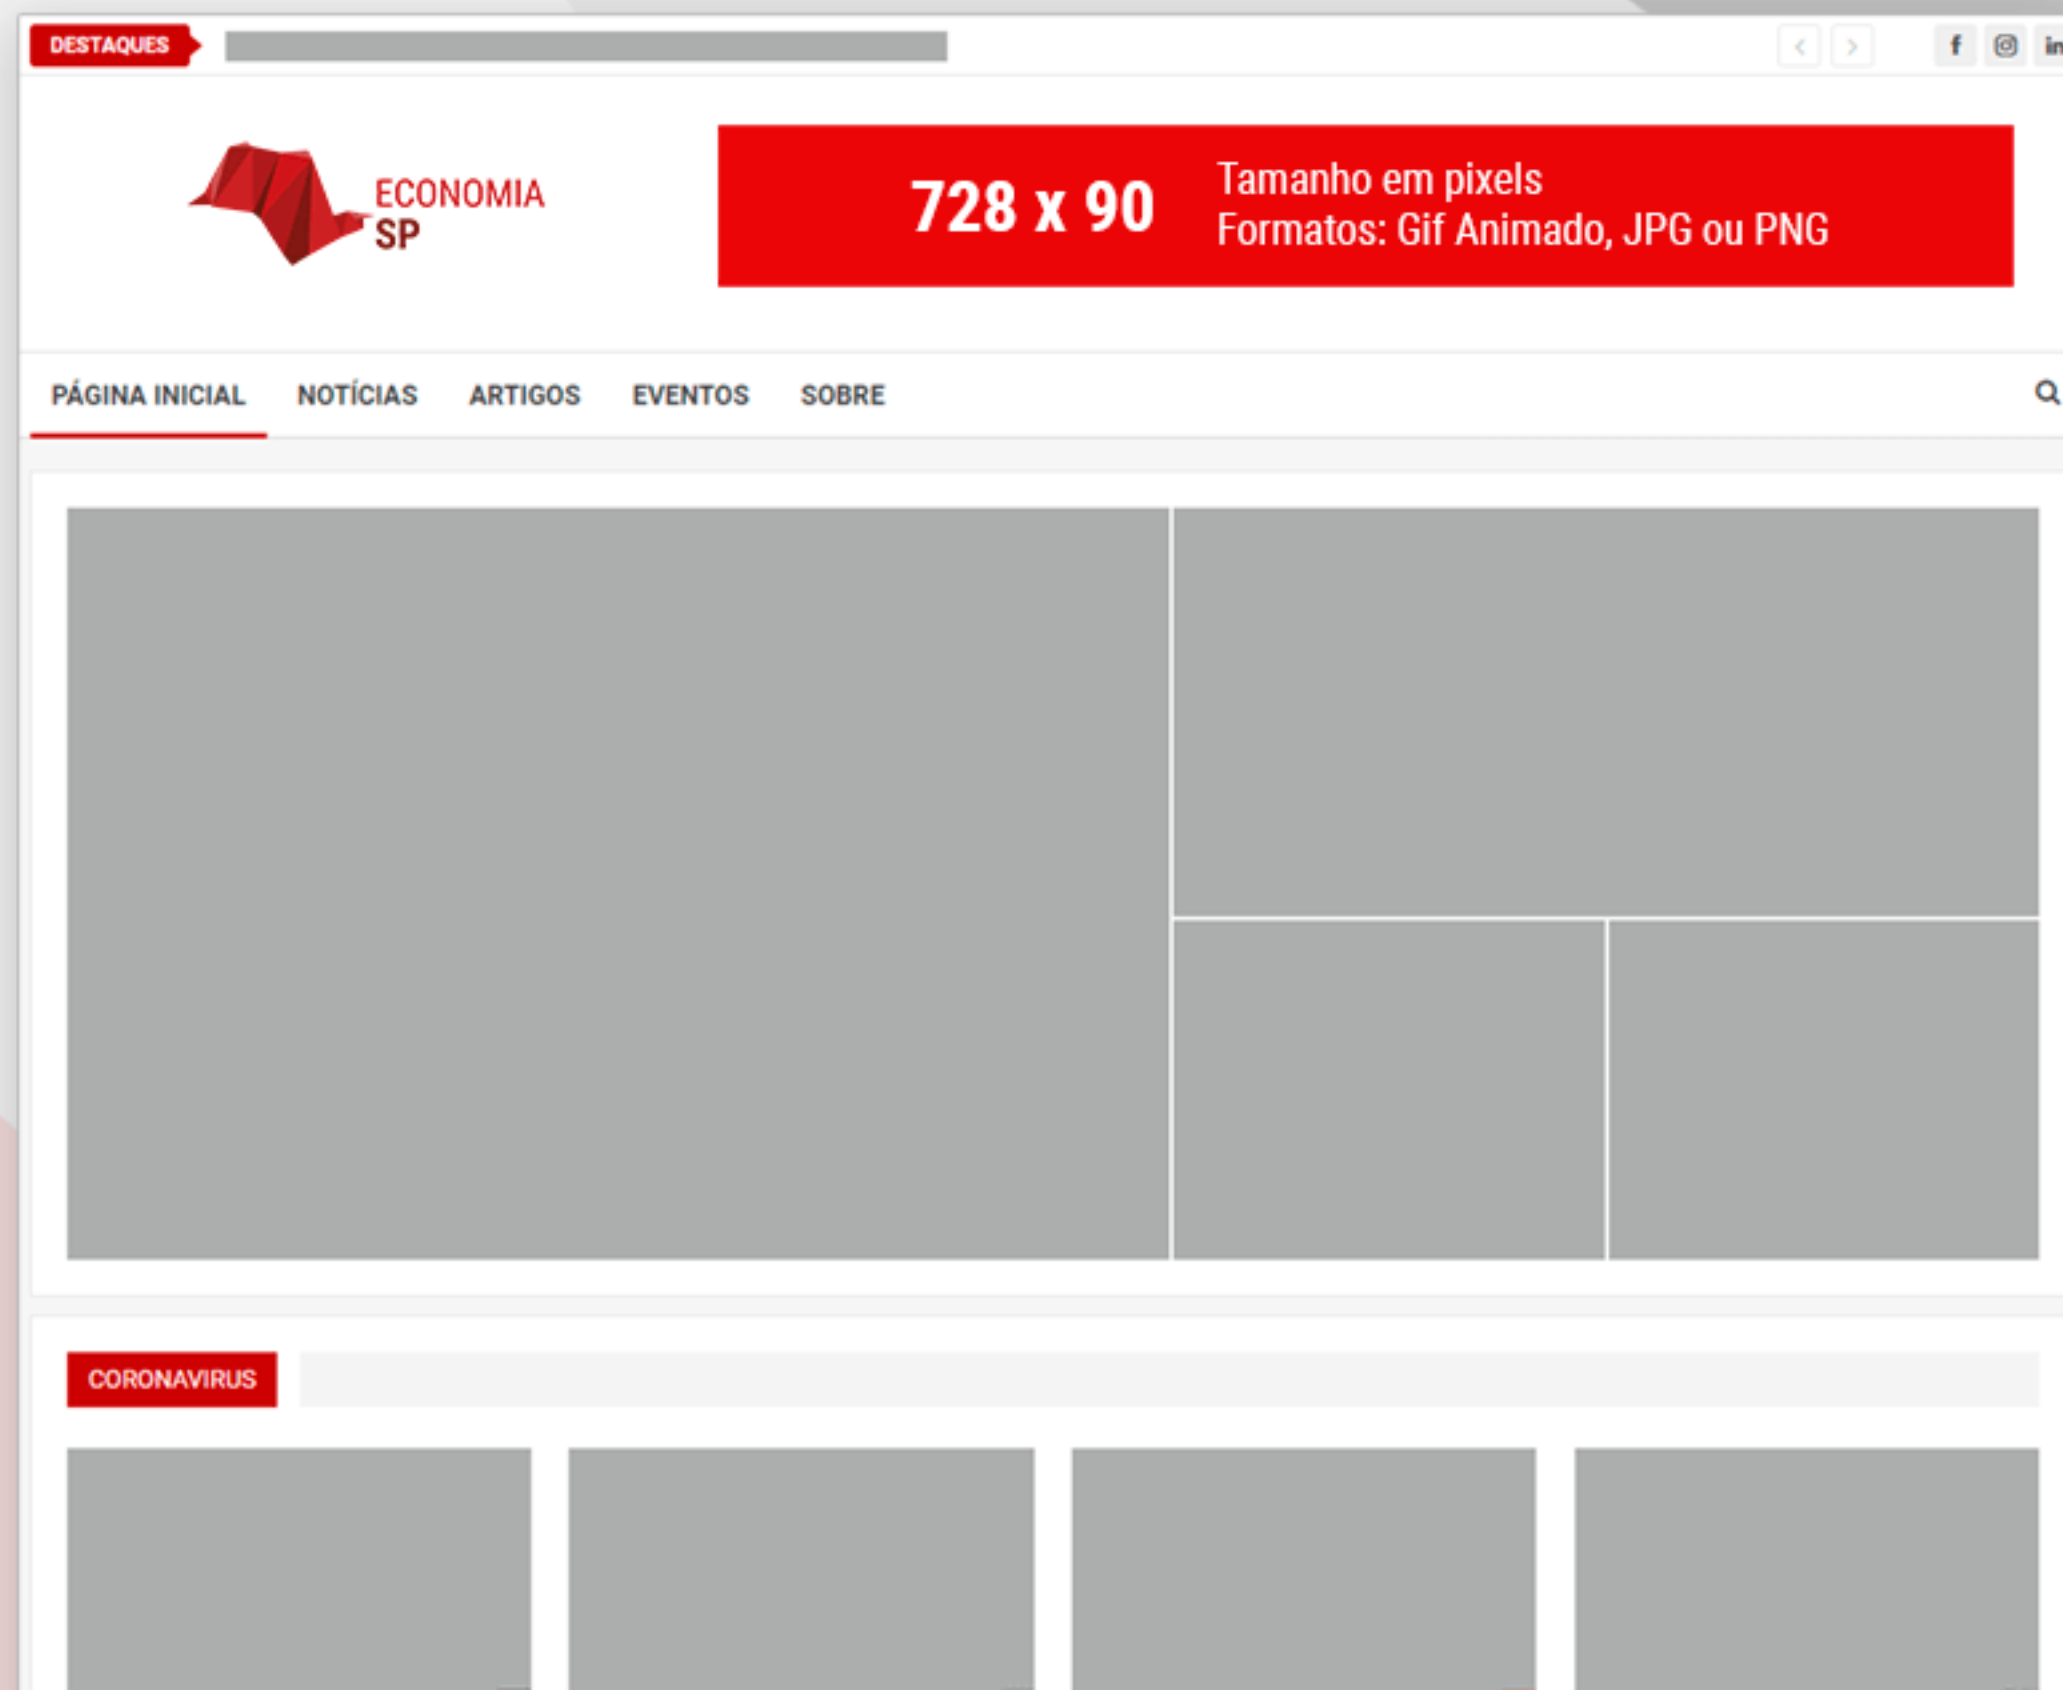 DESTAQUES
f
in
ECONOMIA
SP
728 x 90
Tamanho em pixels
Formatos: Gif Animado, JPG ou PNG
PÁGINA INICIAL NOTÍCIAS ARTIGOS EVENTOS SOBRE
CORONAVIRUS